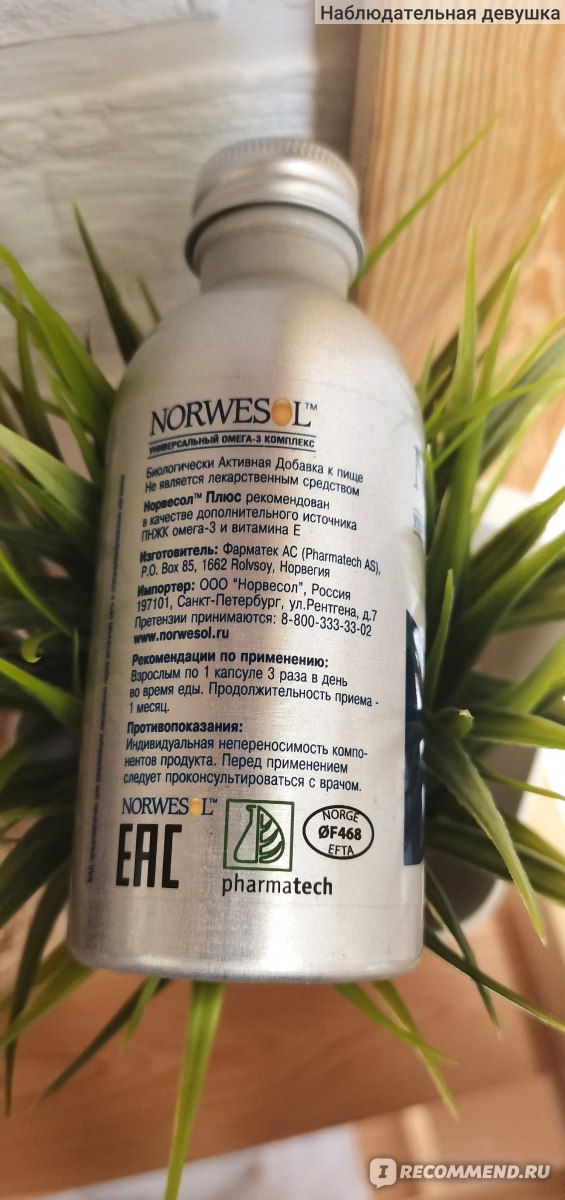 Наблюдательная девушка
NORWESOL™
УНИВЕРСАЛЬНЫЙ ОМЕГА-3 КОМПЛЕКС
Биологически Активная Добавка к пище
Не является лекарственным средством
Норвесол™ Плюс рекомендован
в качестве дополнительного источника
ПНЖК омега-3 и витамина Е
Изготовитель: Фарматек АС (Pharmatech AS),
P.O. Box 85, 1662 Rolvsoy, Норвегия
Импортер: ООО "Норвесол", Россия
197101, Санкт-Петербург, ул.Рентгена, д.7
Претензии принимаются: 8-800-333-33-02
www.norwesol.ru
Рекомендации по применению:
Взрослым по 1 капсуле 3 раза в день
во время еды. Продолжительность приема -
1 месяц.
Противопоказания:
Индивидуальная непереносимость компо-
нентов продукта. Перед применением
следует проконсультироваться с врачом.
NORWESOL™
EAC
pharmatech
NORGE
ØF468
EFTA
IRECOMMEND.RU